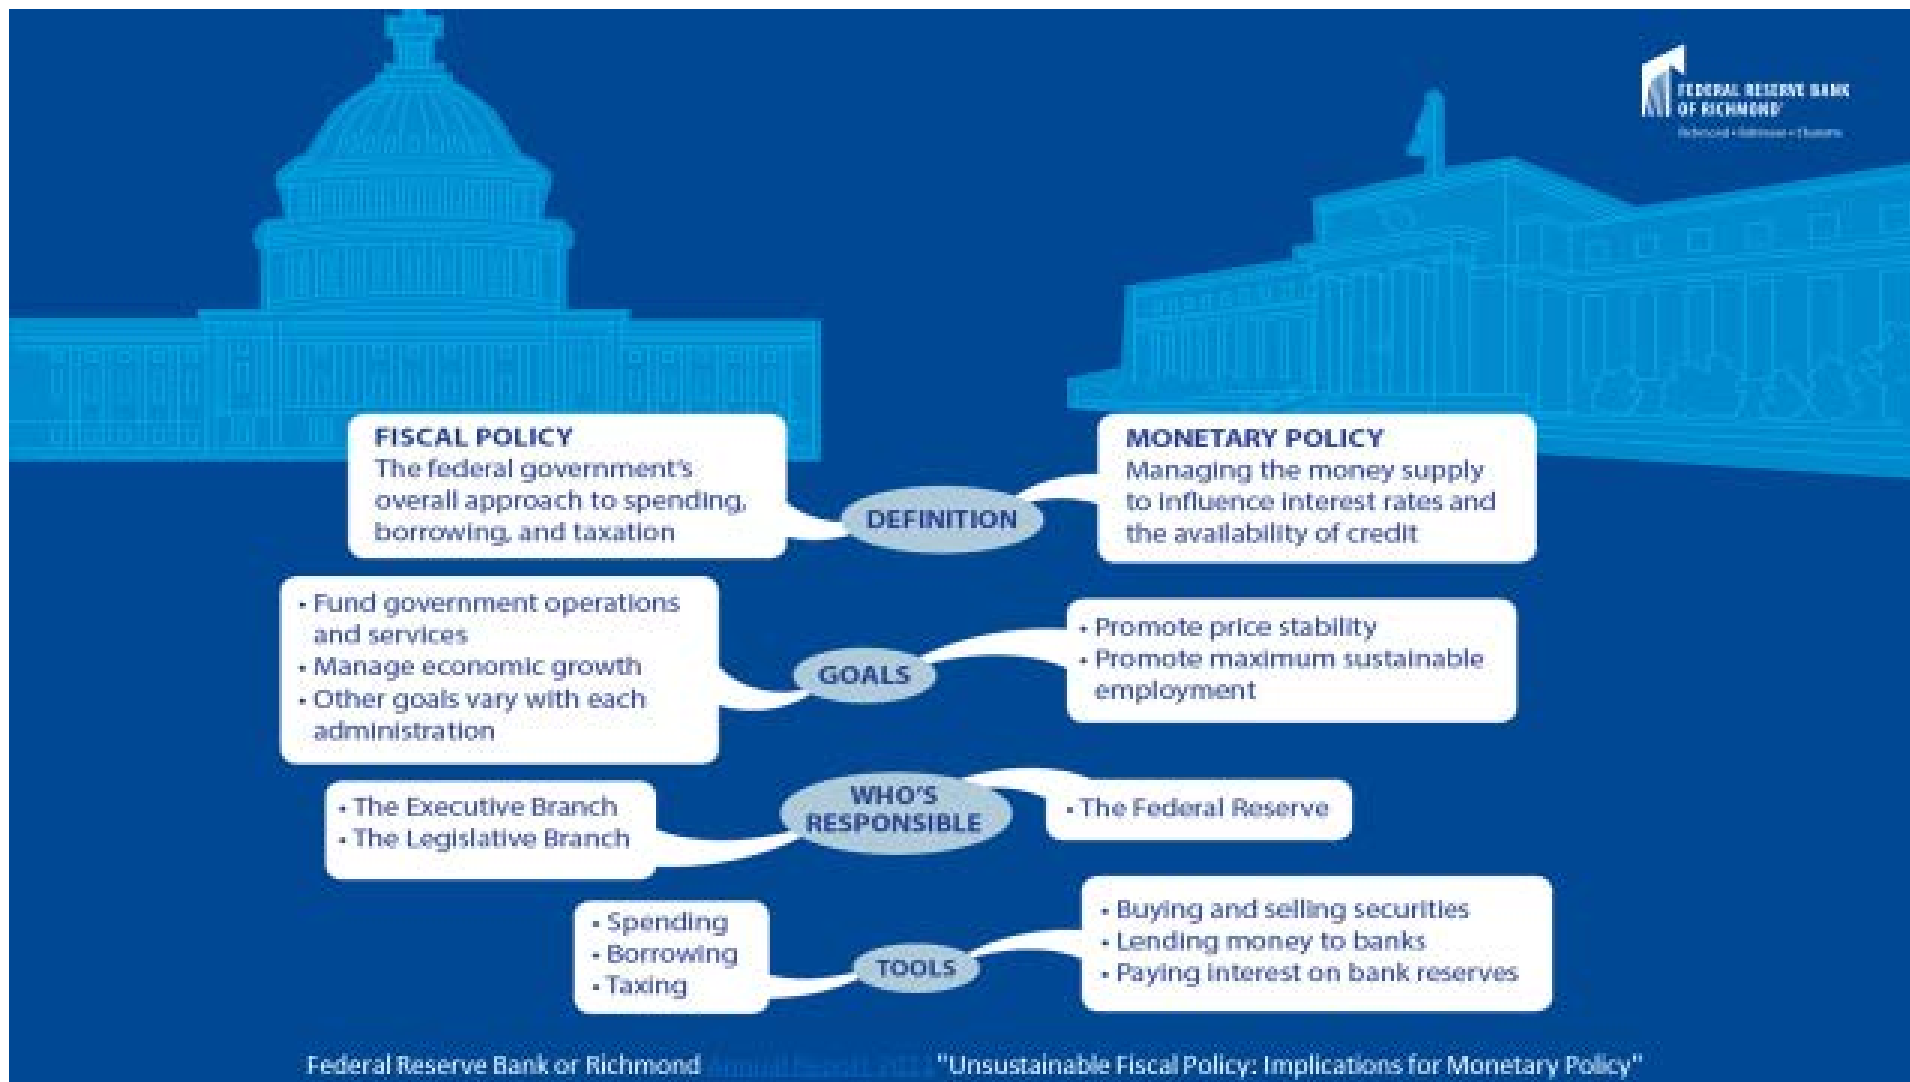 FEDERAL RESERVE BANK
OF RICHMOND
FISCAL POLICY
The federal government's
overall approach to spending,
borrowing, and taxation
DEFINITION
MONETARY POLICY
Managing the money supply
to influence interest rates and
the availability of credit
• Fund government operations
and services
• Manage economic growth
• Other goals vary with each
administration
GOALS
• Promote price stability
• Promote maximum sustainable
employment
• The Executive Branch
• The Legislative Branch
WHO'S
RESPONSIBLE
• The Federal Reserve
• Spending
• Borrowing
• Taxing
TOOLS
• Buying and selling securities
• Lending money to banks
• Paying interest on bank reserves
Federal Reserve Bank or Richmond Annual Report "Unsustainable Fiscal Policy: Implications for Monetary Policy"